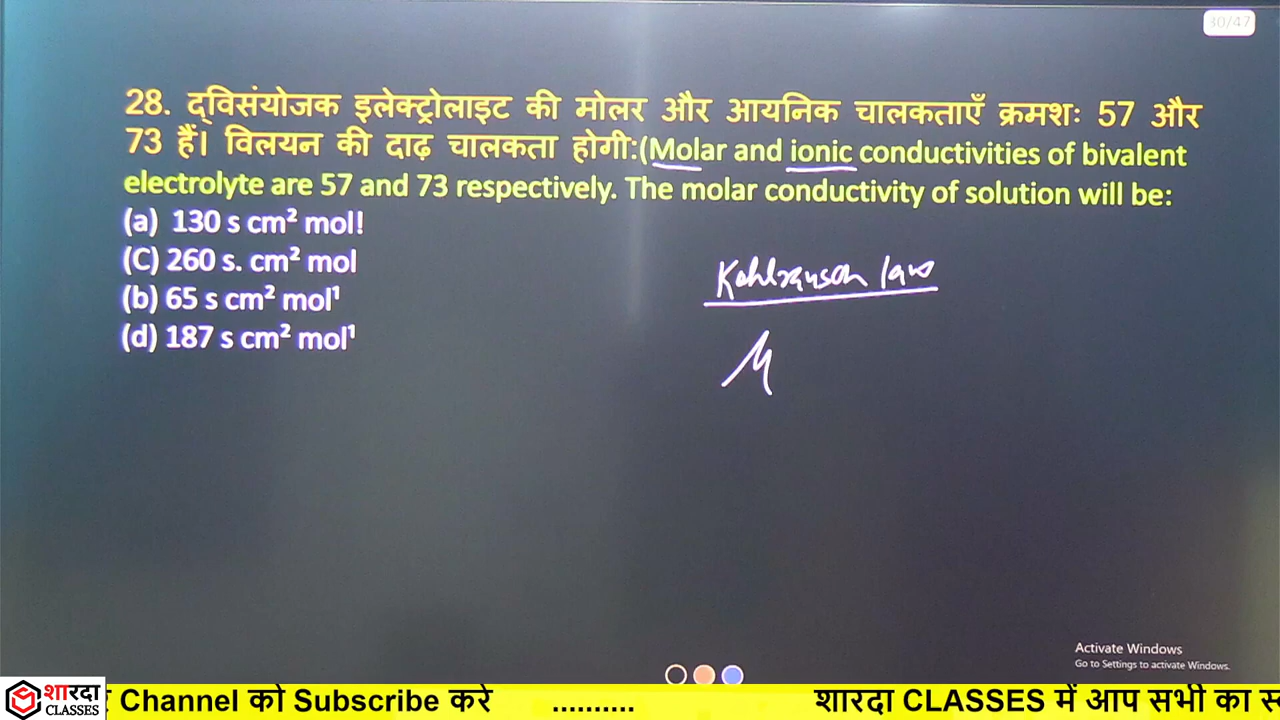 30/47
28. द्विसंयोजक इलेक्ट्रोलाइट की मोलर और आयनिक चालकताएँ क्रमशः 57 और
73 हैं। विलयन की दाढ़ चालकता होगी:(Molar and ionic conductivities of bivalent
electrolyte are 57 and 73 respectively. The molar conductivity of solution will be:
(a) 130 s cm² mol!
(C) 260 s. cm² mol
(b) 65 s cm² mol¹
(d) 187 s cm² mol¹
Kohlrausch law
Activate Windows
Go to Settings to activate Windows.
शारदा
CLASSES
Channel को Subscribe करे .......... शारदा CLASSES में आप सभी का